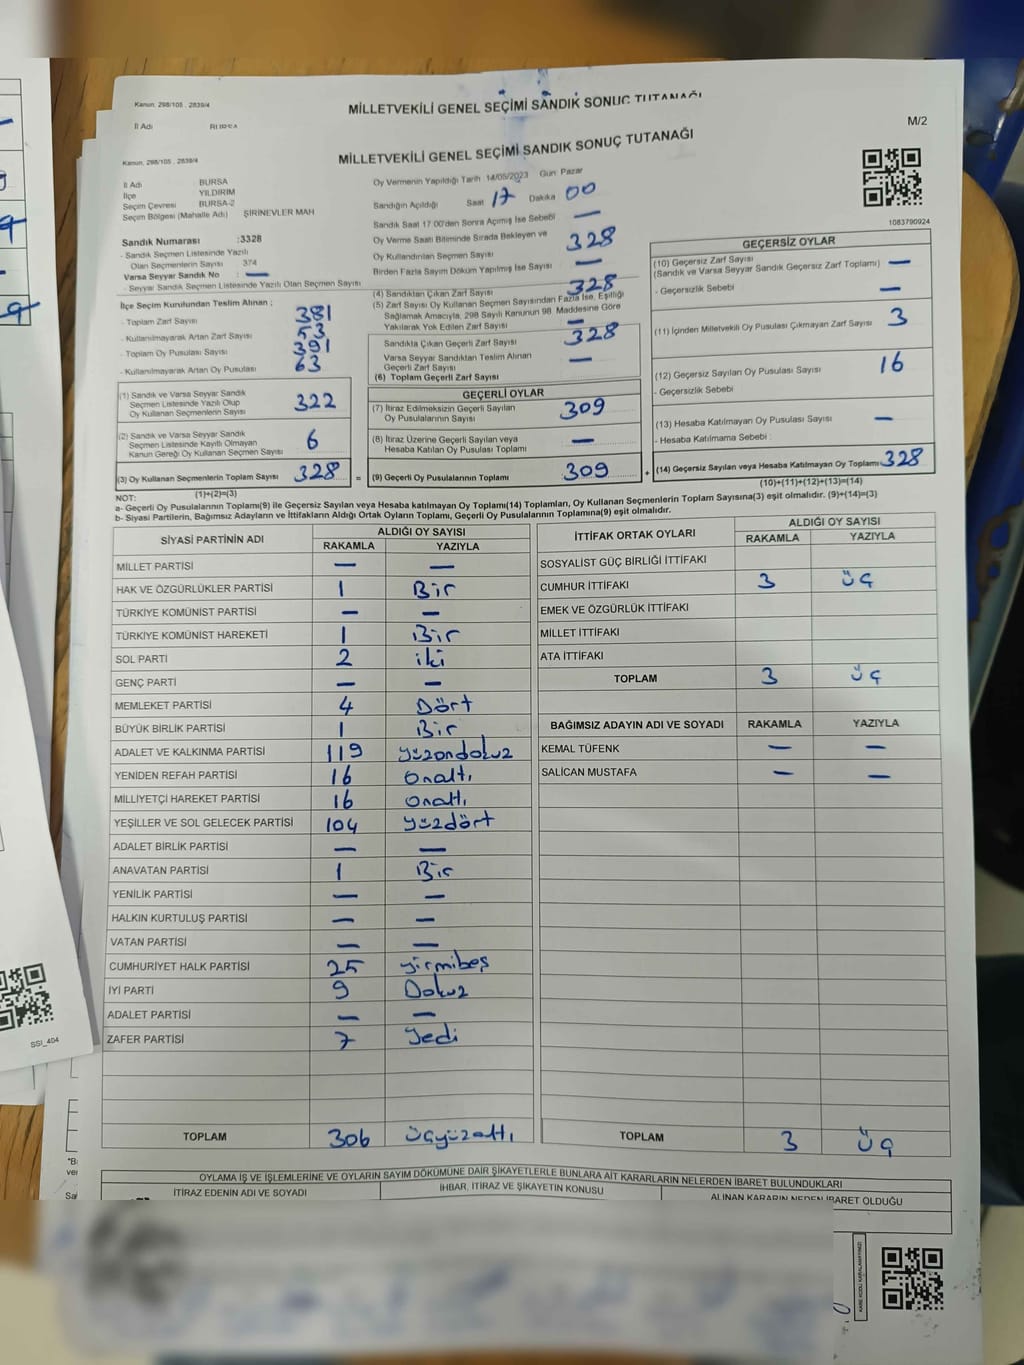 Kanun: 298/105 , 2839/4
MİLLETVEKİLİ GENEL SEÇİMİ SANDIK SONUÇ TUTANAĞI
İl Adı BURSA
M/2
MİLLETVEKİLİ GENEL SEÇİMİ SANDIK SONUÇ TUTANAĞI
Kanun: 298/105 , 2839/4
İl Adı BURSA
İlçe YILDIRIM
Seçim Çevresi BURSA-2
Seçim Bölgesi (Mahalle Adı) ŞİRİNEVLER MAH
Sandık Numarası :3328
- Sandık Seçmen Listesinde Yazılı
Olan Seçmenlerin Sayısı 374
Varsa Seyyar Sandık No : —
- Seyyar Sandık Seçmen Listesinde Yazılı Olan Seçmen Sayısı
İlçe Seçim Kurulundan Teslim Alınan ;
- Toplam Zarf Sayısı 381
- Kullanılmayarak Artan Zarf Sayısı 53
- Toplam Oy Pusulası Sayısı 391
- Kullanılmayarak Artan Oy Pusulası 63
(1) Sandık ve Varsa Seyyar Sandık
Seçmen Listesinde Yazılı Olup
Oy Kullanan Seçmenlerin Sayısı 322
(2) Sandık ve Varsa Seyyar Sandık
Seçmen Listesinde Kayıtlı Olmayan
Kanun Gereği Oy Kullanan Seçmen Sayısı 6
(3) Oy Kullanan Seçmenlerin Toplam Sayısı 328 =
(1)+(2)=(3)
Oy Vermenin Yapıldığı Tarih 14/05/2023 Gün Pazar
Sandığın Açıldığı Saat 17 Dakika 00
Sandık Saat 17:00'den Sonra Açılmış İse Sebebi —
Oy Verme Saati Bitiminde Sırada Bekleyen ve
Oy Kullandırılan Seçmen Sayısı 328
Birden Fazla Sayım Döküm Yapılmış İse Sayısı —
(4) Sandıktan Çıkan Zarf Sayısı 328
(5) Zarf Sayısı Oy Kullanan Seçmen Sayısından Fazla İse, Eşitliği
Sağlamak Amacıyla, 298 Sayılı Kanunun 98. Maddesine Göre
Yakılarak Yok Edilen Zarf Sayısı —
Sandıkta Çıkan Geçerli Zarf Sayısı 328
Varsa Seyyar Sandıktan Teslim Alınan
Geçerli Zarf Sayısı —
(6) Toplam Geçerli Zarf Sayısı
GEÇERLİ OYLAR
(7) İtiraz Edilmeksizin Geçerli Sayılan
Oy Pusulalarının Sayısı 309
(8) İtiraz Üzerine Geçerli Sayılan veya
Hesaba Katılan Oy Pusulası Toplamı —
(9) Geçerli Oy Pusulalarının Toplamı 309 +
1083790924
GEÇERSİZ OYLAR
(10) Geçersiz Zarf Sayısı
(Sandık ve Varsa Seyyar Sandık Geçersiz Zarf Toplamı) —
- Geçersizlik Sebebi —
(11) İçinden Milletvekili Oy Pusulası Çıkmayan Zarf Sayısı 3
(12) Geçersiz Sayılan Oy Pusulası Sayısı 16
- Geçersizlik Sebebi
(13) Hesaba Katılmayan Oy Pusulası Sayısı —
- Hesaba Katılmama Sebebi :
(14) Geçersiz Sayılan veya Hesaba Katılmayan Oy Toplamı 328
(10)+(11)+(12)+(13)=(14)
NOT:
a- Geçerli Oy Pusulalarının Toplam(9) ile Geçersiz Sayılan veya Hesaba katılmayan Oy Toplam(14) Toplamları, Oy Kullanan Seçmenlerin Toplam Sayısına(3) eşit olmalıdır. (9)+(14)=(3)
b- Siyasi Partilerin, Bağımsız Adayların ve İttifakların Aldığı Ortak Oyların Toplamı, Geçerli Oy Pusulalarının Toplamına(9) eşit olmalıdır.
SİYASİ PARTİNİN ADI ALDIĞI OY SAYISI
RAKAMLA YAZIYLA
MİLLET PARTİSİ — —
HAK VE ÖZGÜRLÜKLER PARTİSİ 1 Bir
TÜRKİYE KOMÜNİST PARTİSİ — —
TÜRKİYE KOMÜNİST HAREKETİ 1 Bir
SOL PARTİ 2 iki
GENÇ PARTİ — —
MEMLEKET PARTİSİ 4 Dört
BÜYÜK BİRLİK PARTİSİ 1 Bir
ADALET VE KALKINMA PARTİSİ 119 yüzondokuz
YENİDEN REFAH PARTİSİ 16 onaltı
MİLLİYETÇİ HAREKET PARTİSİ 16 onaltı
YEŞİLLER VE SOL GELECEK PARTİSİ 104 yüzdört
ADALET BİRLİK PARTİSİ — —
ANAVATAN PARTİSİ 1 Bir
YENİLİK PARTİSİ — —
HALKIN KURTULUŞ PARTİSİ — —
VATAN PARTİSİ — —
CUMHURİYET HALK PARTİSİ 25 yirmibeş
İYİ PARTİ 9 Dokuz
ADALET PARTİSİ — —
ZAFER PARTİSİ 7 yedi
TOPLAM 306 üçyüzaltı
İTTİFAK ORTAK OYLARI ALDIĞI OY SAYISI
RAKAMLA YAZIYLA
SOSYALİST GÜÇ BİRLİĞİ İTTİFAKI
CUMHUR İTTİFAKI 3 üç
EMEK VE ÖZGÜRLÜK İTTİFAKI
MİLLET İTTİFAKI
ATA İTTİFAKI
TOPLAM 3 üç
BAĞIMSIZ ADAYIN ADI VE SOYADI RAKAMLA YAZIYLA
KEMAL TÜFENK — —
SALİCAN MUSTAFA — —
TOPLAM 3 üç
OYLAMA İŞ VE İŞLEMLERİNE VE OYLARIN SAYIM DÖKÜMÜNE DAİR ŞİKAYETLERLE BUNLARA AİT KARARLARIN NELERDEN İBARET BULUNDUKLARI
İTİRAZ EDENİN ADI VE SOYADI İHBAR, İTİRAZ VE ŞİKAYETİN KONUSU ALINAN KARARIN NEDEN İBARET OLDUĞU
SSI_404